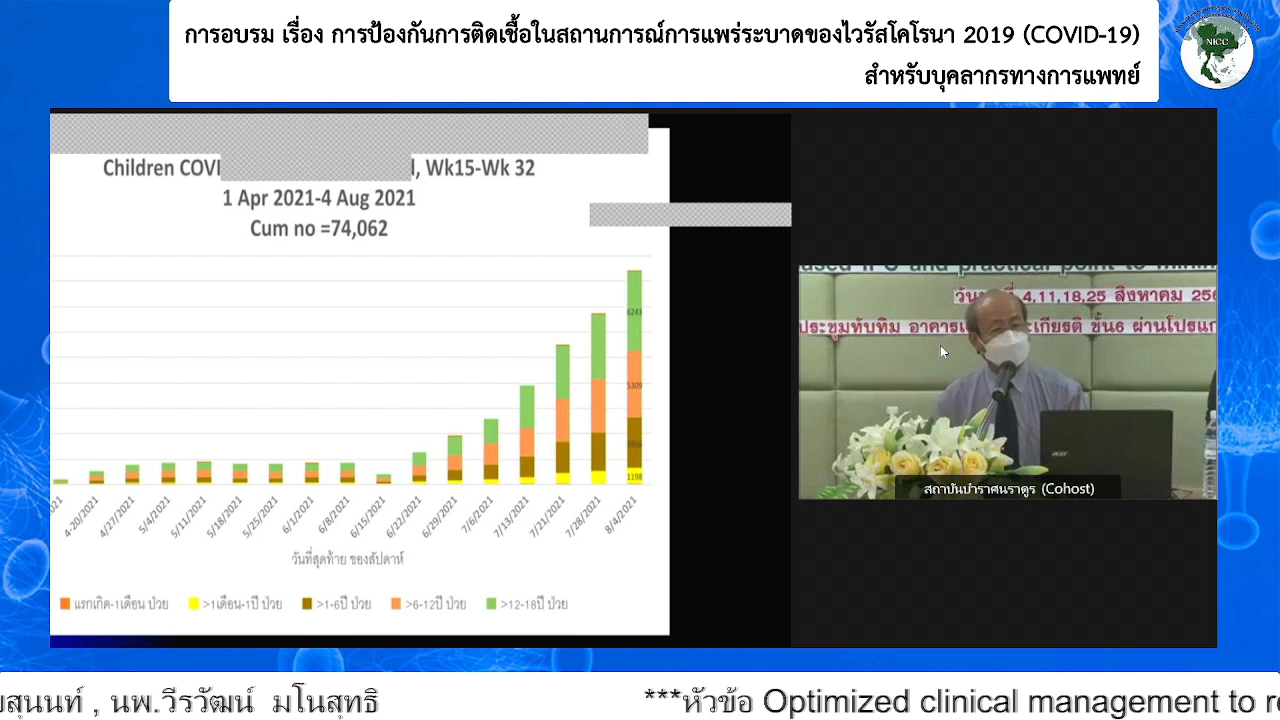 การอบรม เรื่อง การป้องกันการติดเชื้อในสถานการณ์การแพร่ระบาดของไวรัสโคโรนา 2019 (COVID-19)
สำหรับบุคลากรทางการแพทย์
NICC
Children COVI
, Wk15-Wk 32
1 Apr 2021-4 Aug 2021
Cum no =74,062
6243
5309
1198
4-20/2021
4/27/2021
5/4/2021
5/11/2021
5/18/2021
5/25/2021
6/1/2021
6/8/2021
6/15/2021
6/22/2021
6/29/2021
7/6/2021
7/13/2021
7/21/2021
7/28/2021
8/4/2021
วันที่สุดท้าย ของสัปดาห์
แรกเกิด-1เดือน ป่วย >1เดือน-1ปี ป่วย >1-6ปี ป่วย >6-12ปี ป่วย >12-18ปี ป่วย
and practical point to
4,11,18,25 สิงหาคม
ประชุมทับทิม ชั้น6
acer
สถาบันบำราศนราดูร (Cohost)
สุนนท์ , นพ.วีรวัฒน์ มโนสุทธิ ***หัวข้อ Optimized clinical management to